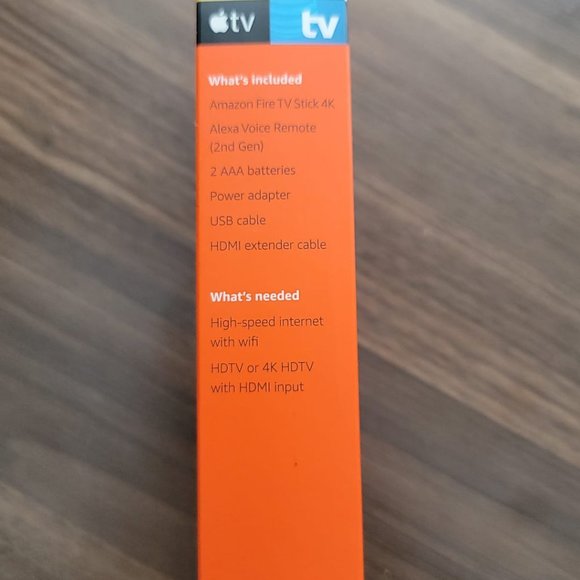 tv
tv
What's included
Amazon Fire TV Stick 4K
Alexa Voice Remote
(2nd Gen)
2 AAA batteries
Power adapter
USB cable
HDMI extender cable
What's needed
High-speed internet
with wifi
HDTV or 4K HDTV
with HDMI input